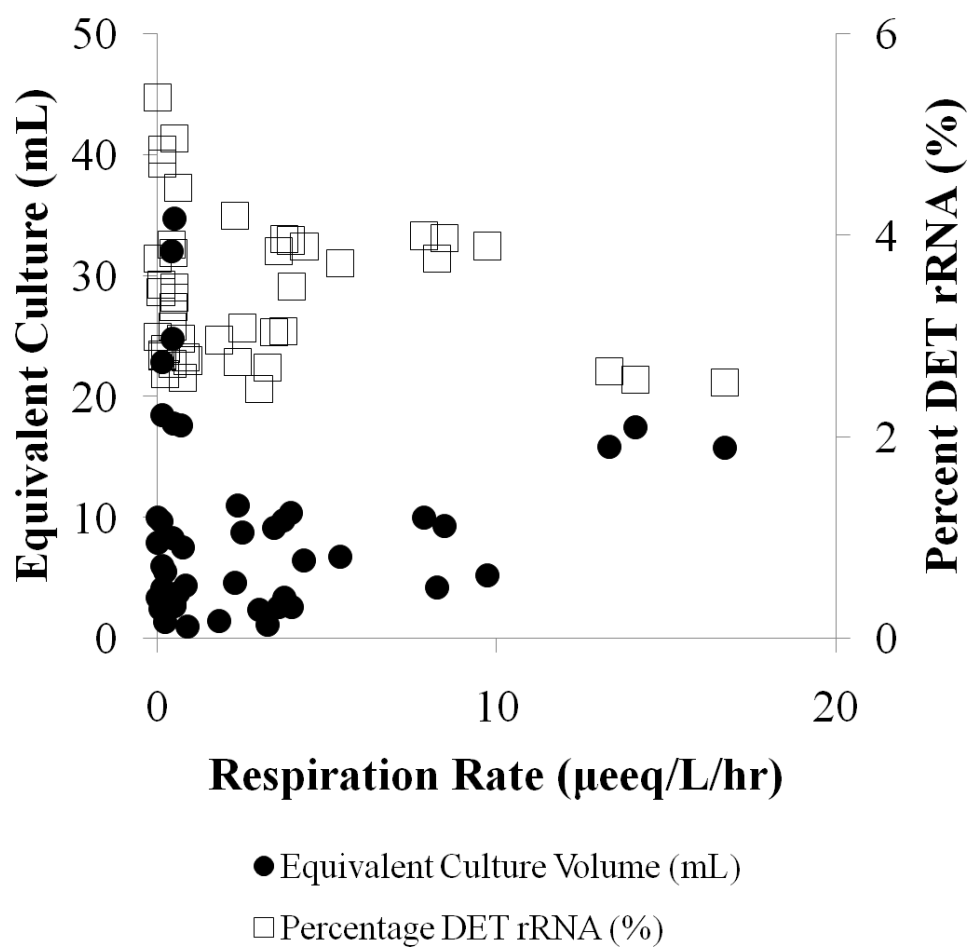 50
40
30
20
10
0
Equivalent Culture (mL)
6
4
2
0
Percent DET rRNA (%)
0 10 20
Respiration Rate (μeeq/L/hr)
Equivalent Culture Volume (mL)
Percentage DET rRNA (%)